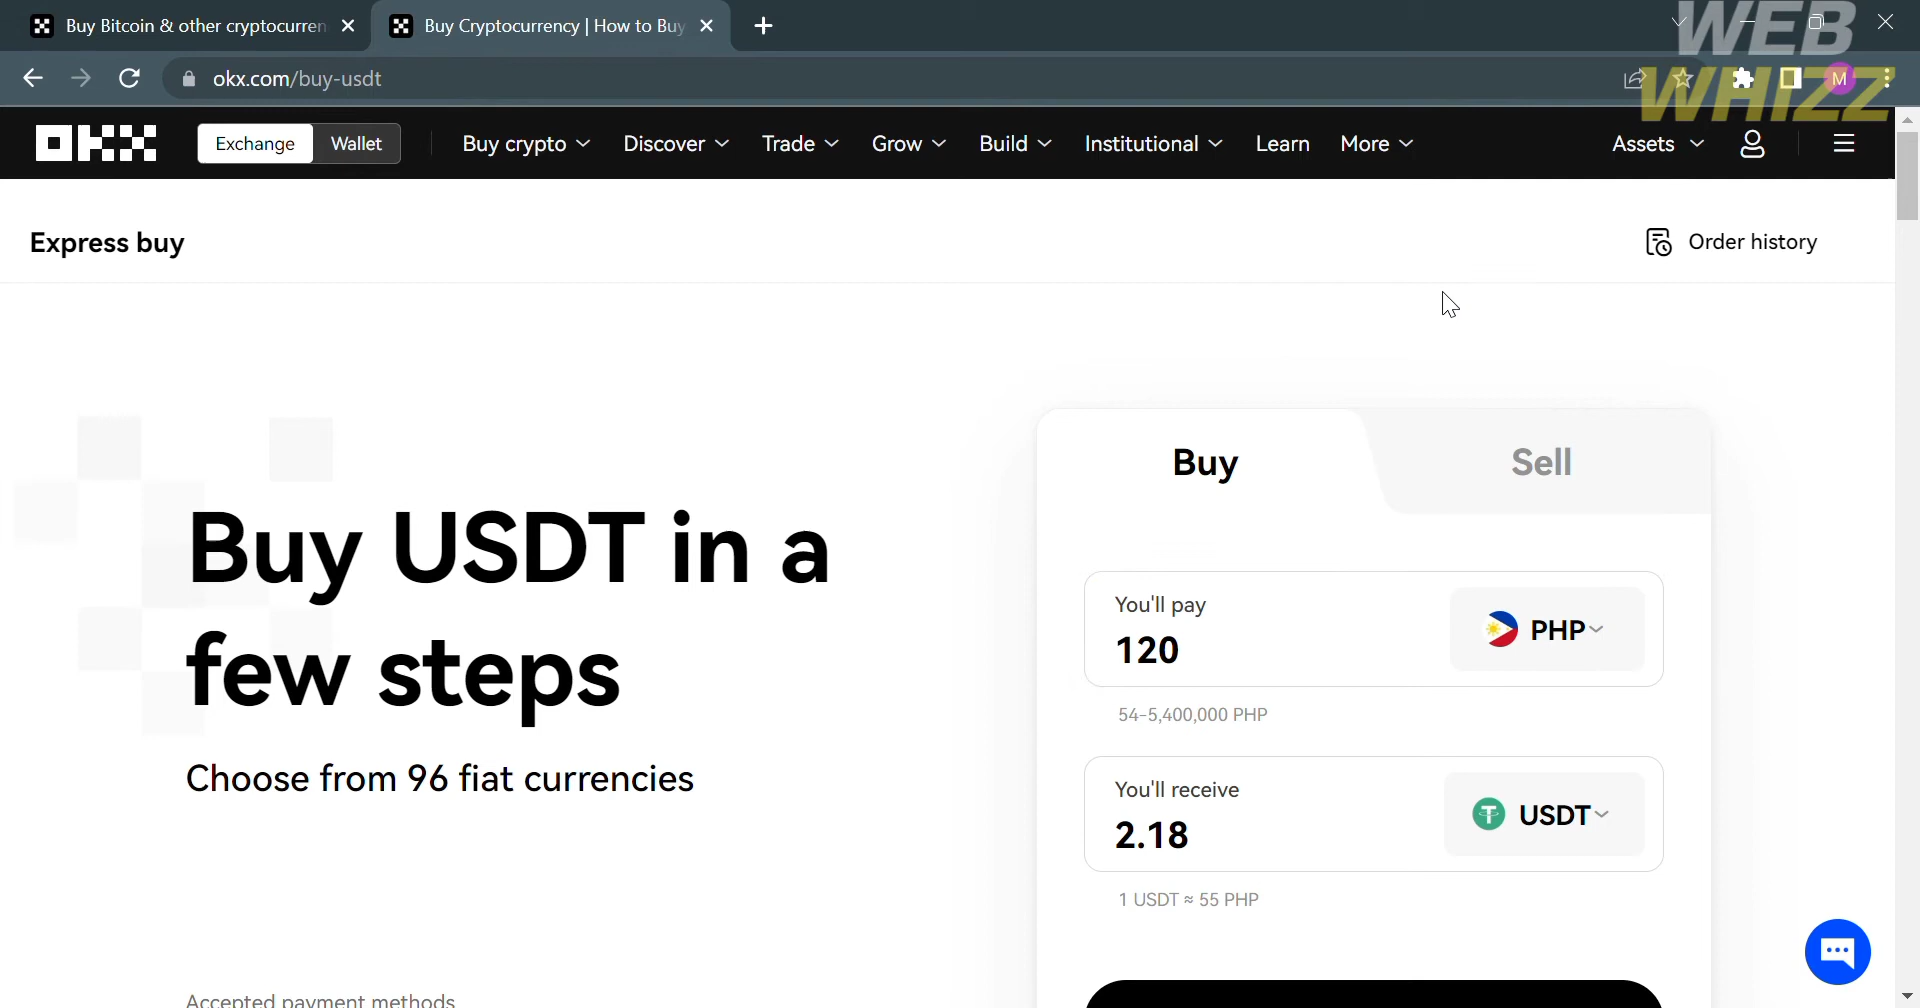 Buy Bitcoin & other cryptocurren
Buy Cryptocurrency | How to Buy
WEB
WHIZZ
okx.com/buy-usdt
M
OKX
Exchange
Wallet
Buy crypto
Discover
Trade
Grow
Build
Institutional
Learn
More
Assets
Express buy
Order history
Buy
Sell
Buy USDT in a
few steps
Choose from 96 fiat currencies
You'll pay
120
PHP
54-5,400,000 PHP
You'll receive
2.18
USDT
1 USDT ≈ 55 PHP
Accepted payment methods